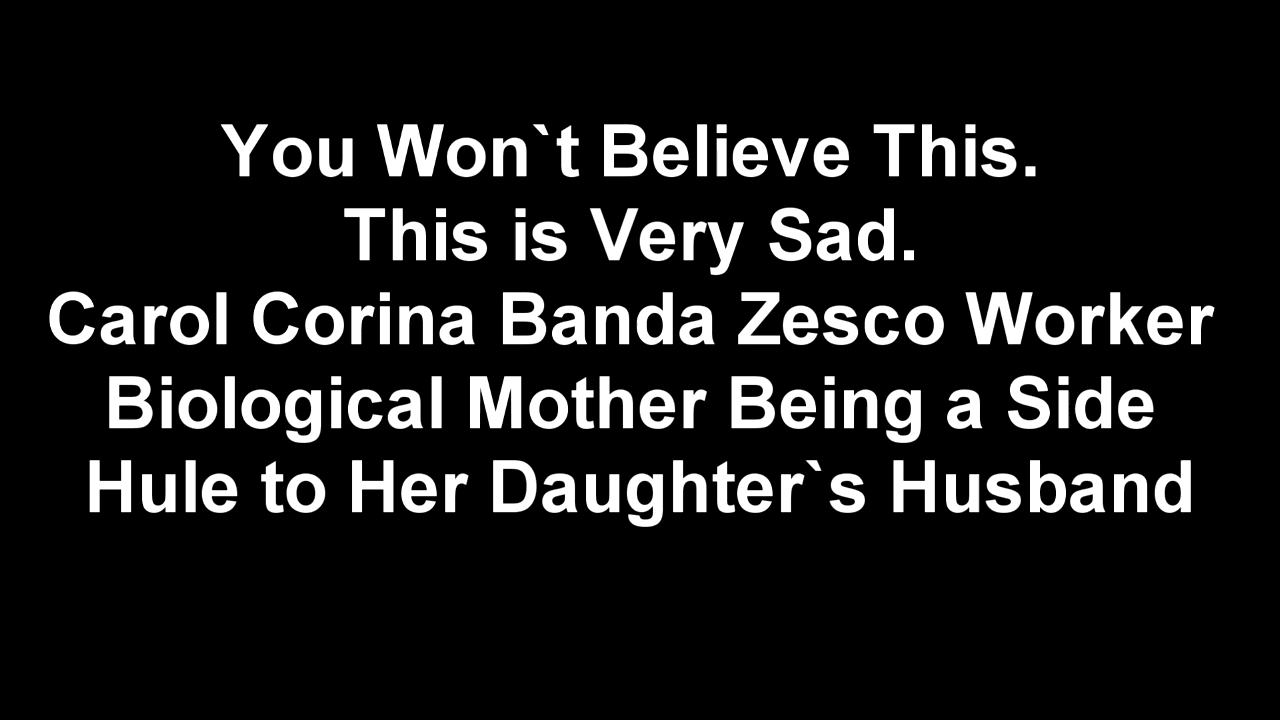 You Won`t Believe This.
This is Very Sad.
Carol Corina Banda Zesco Worker
Biological Mother Being a Side
Hule to Her Daughter`s Husband